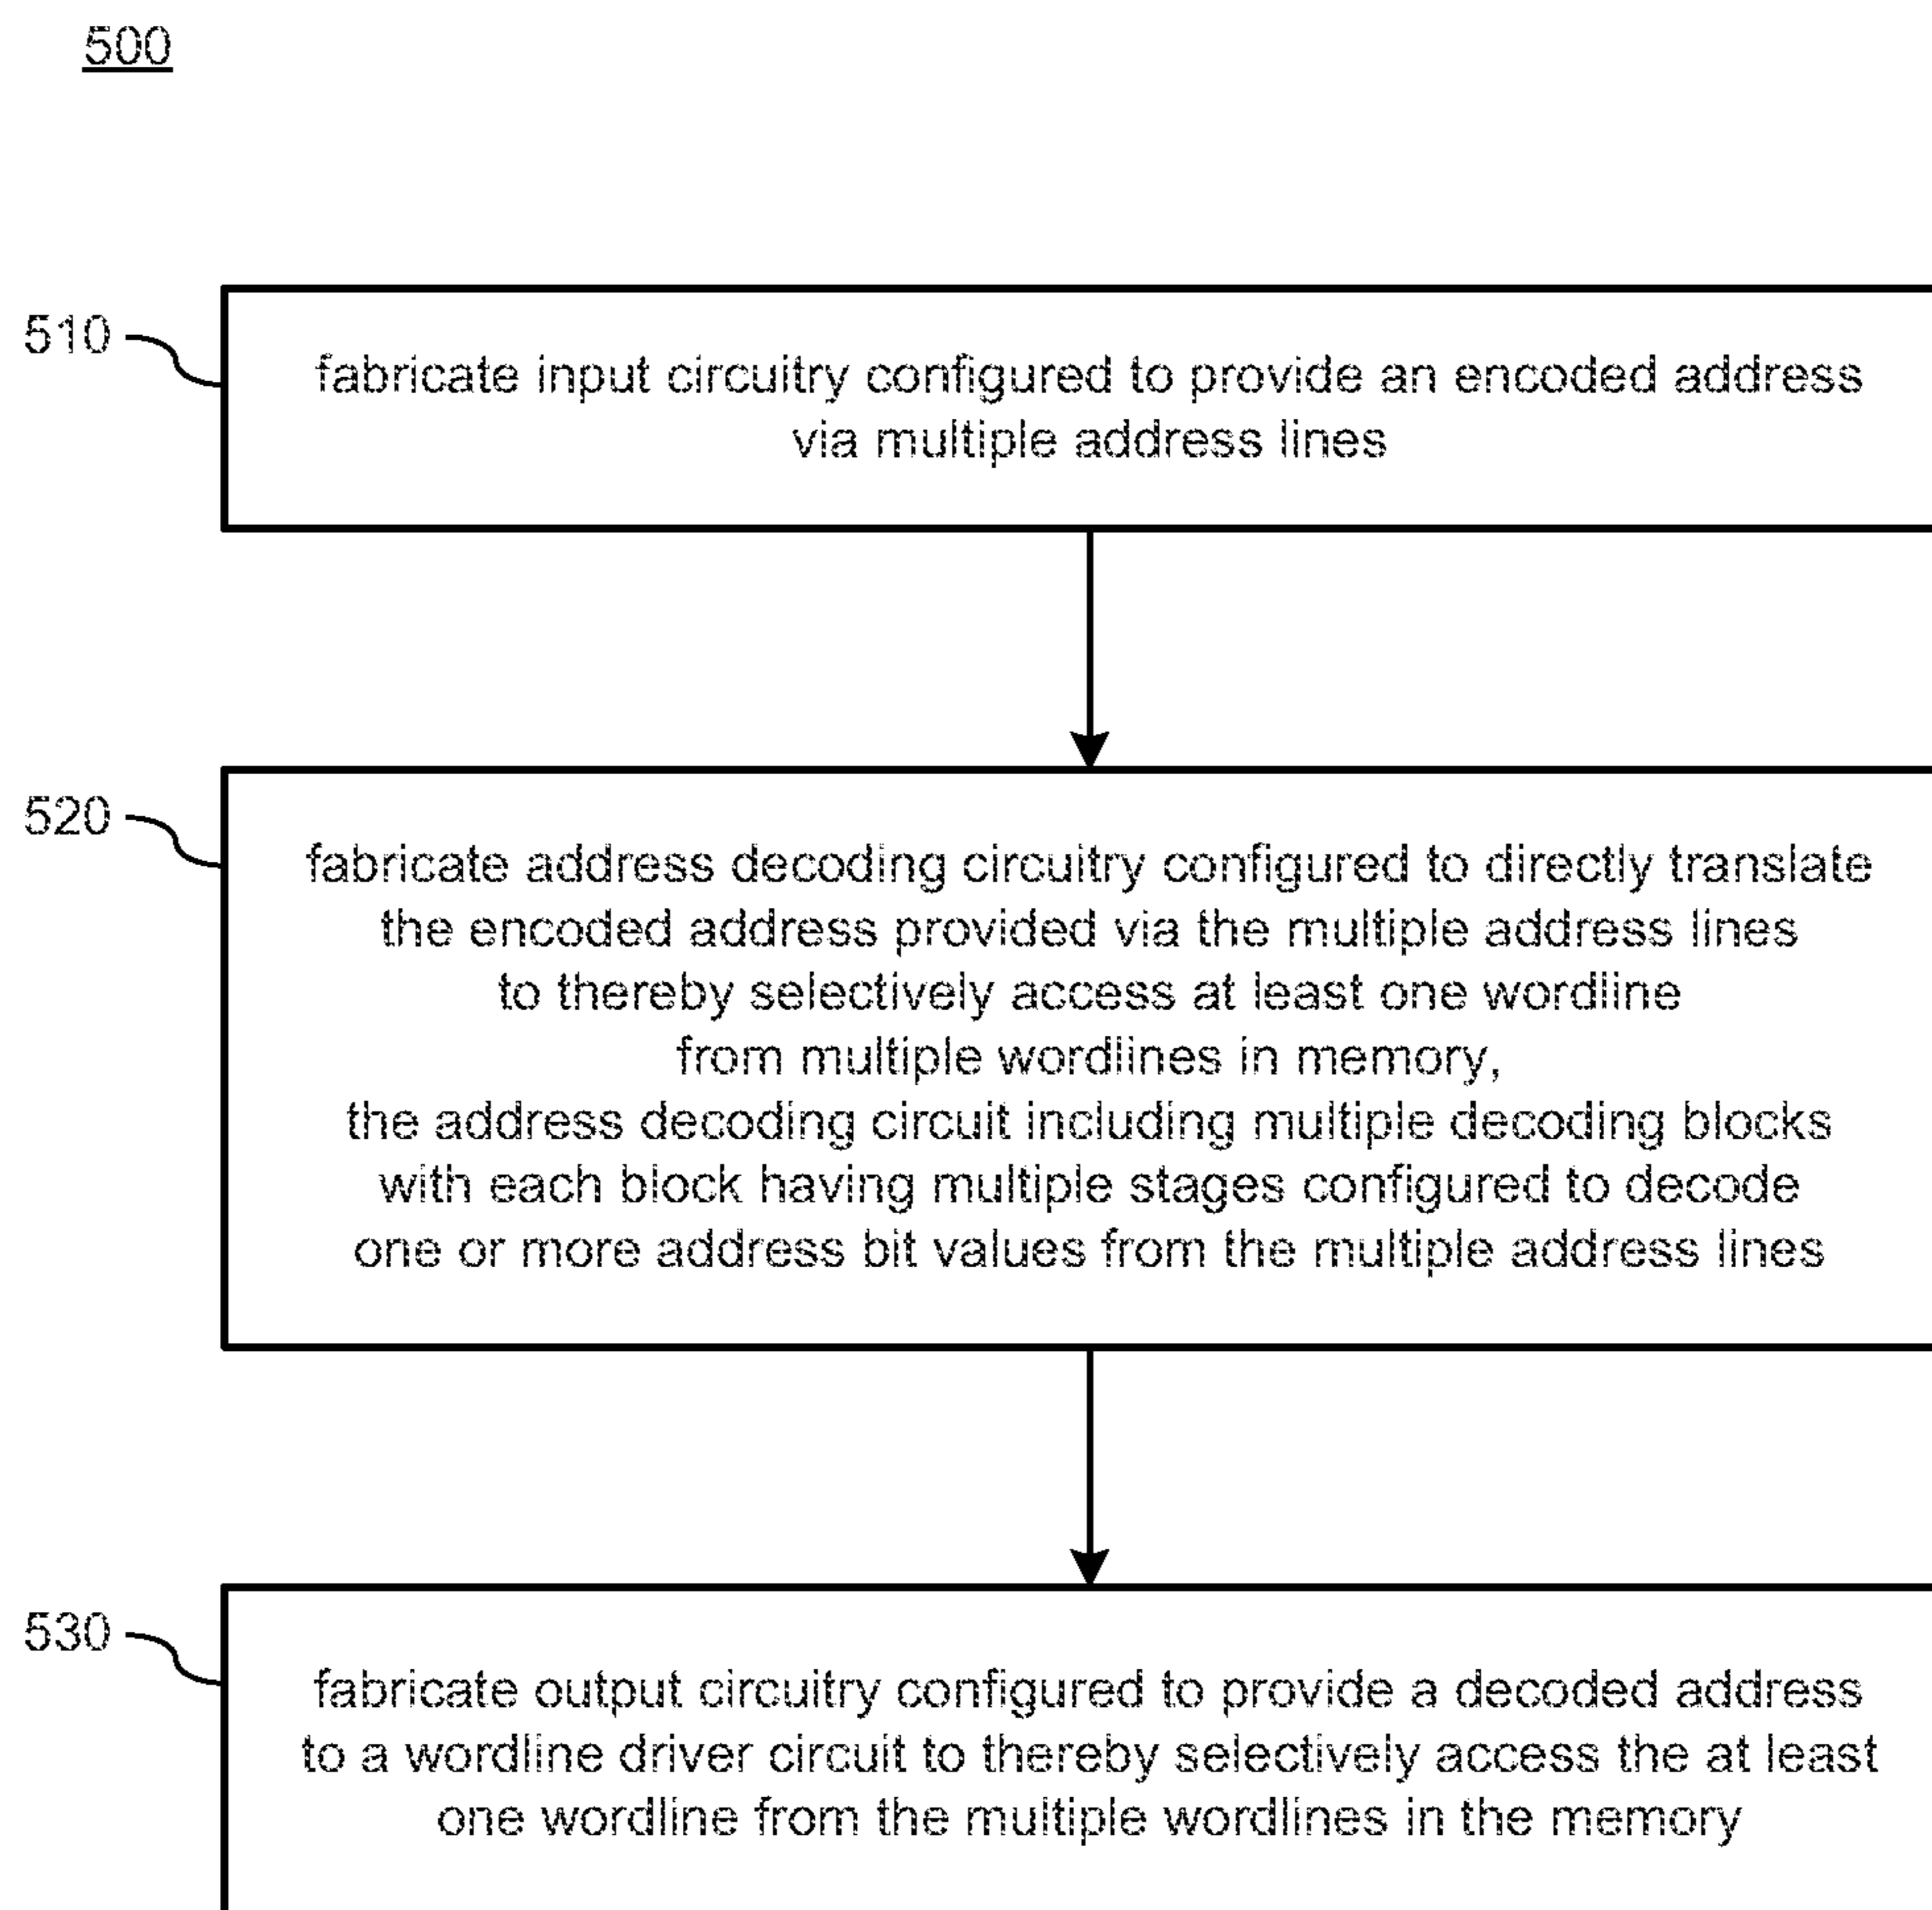 500
510
fabricate input circuitry configured to provide an encoded address
via multiple address lines
520
fabricate address decoding circuitry configured to directly translate
the encoded address provided via the multiple address lines
to thereby selectively access at least one wordline
from multiple wordlines in memory,
the address decoding circuit including multiple decoding blocks
with each block having multiple stages configured to decode
one or more address bit values from the multiple address lines
530
fabricate output circuitry configured to provide a decoded address
to a wordline driver circuit to thereby selectively access the at least
one wordline from the multiple wordlines in the memory